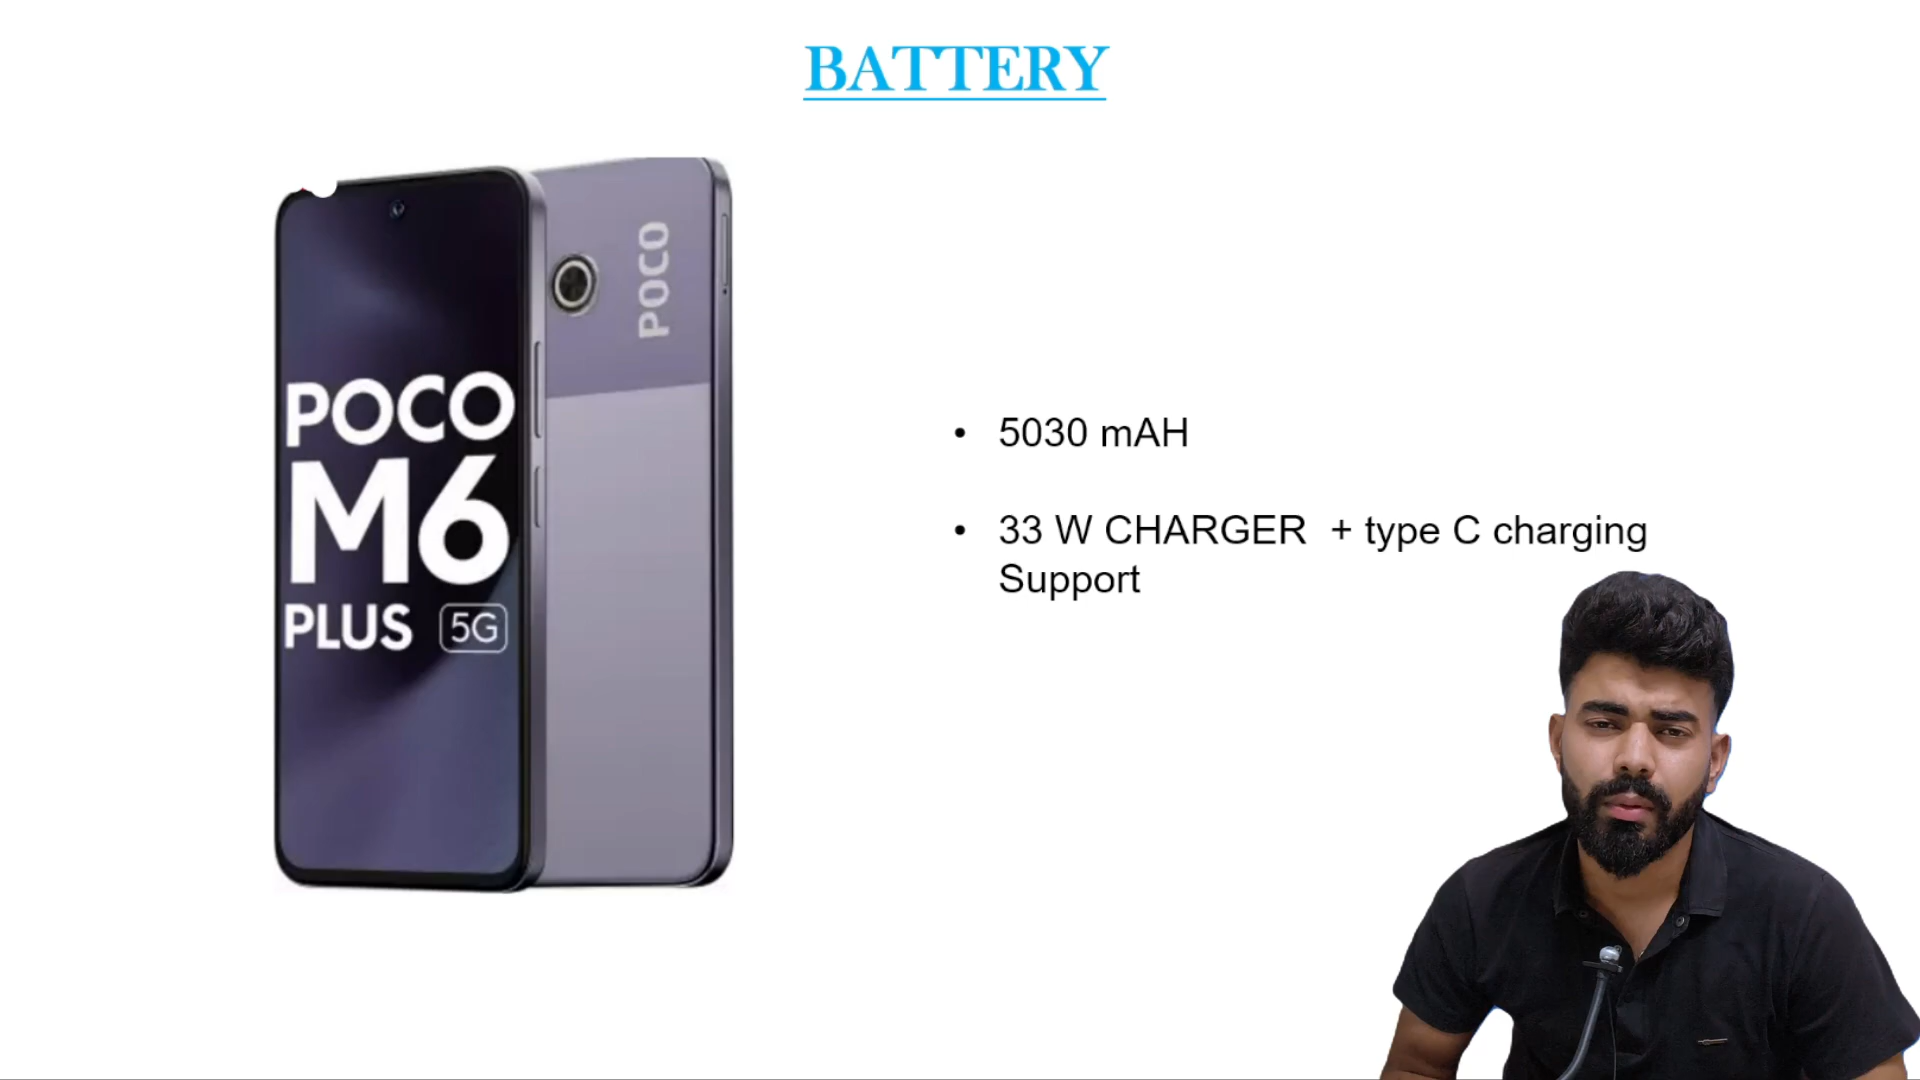 BATTERY
POCO
POCO
M6
PLUS 5G
• 5030 mAH
• 33 W CHARGER + type C charging
Support